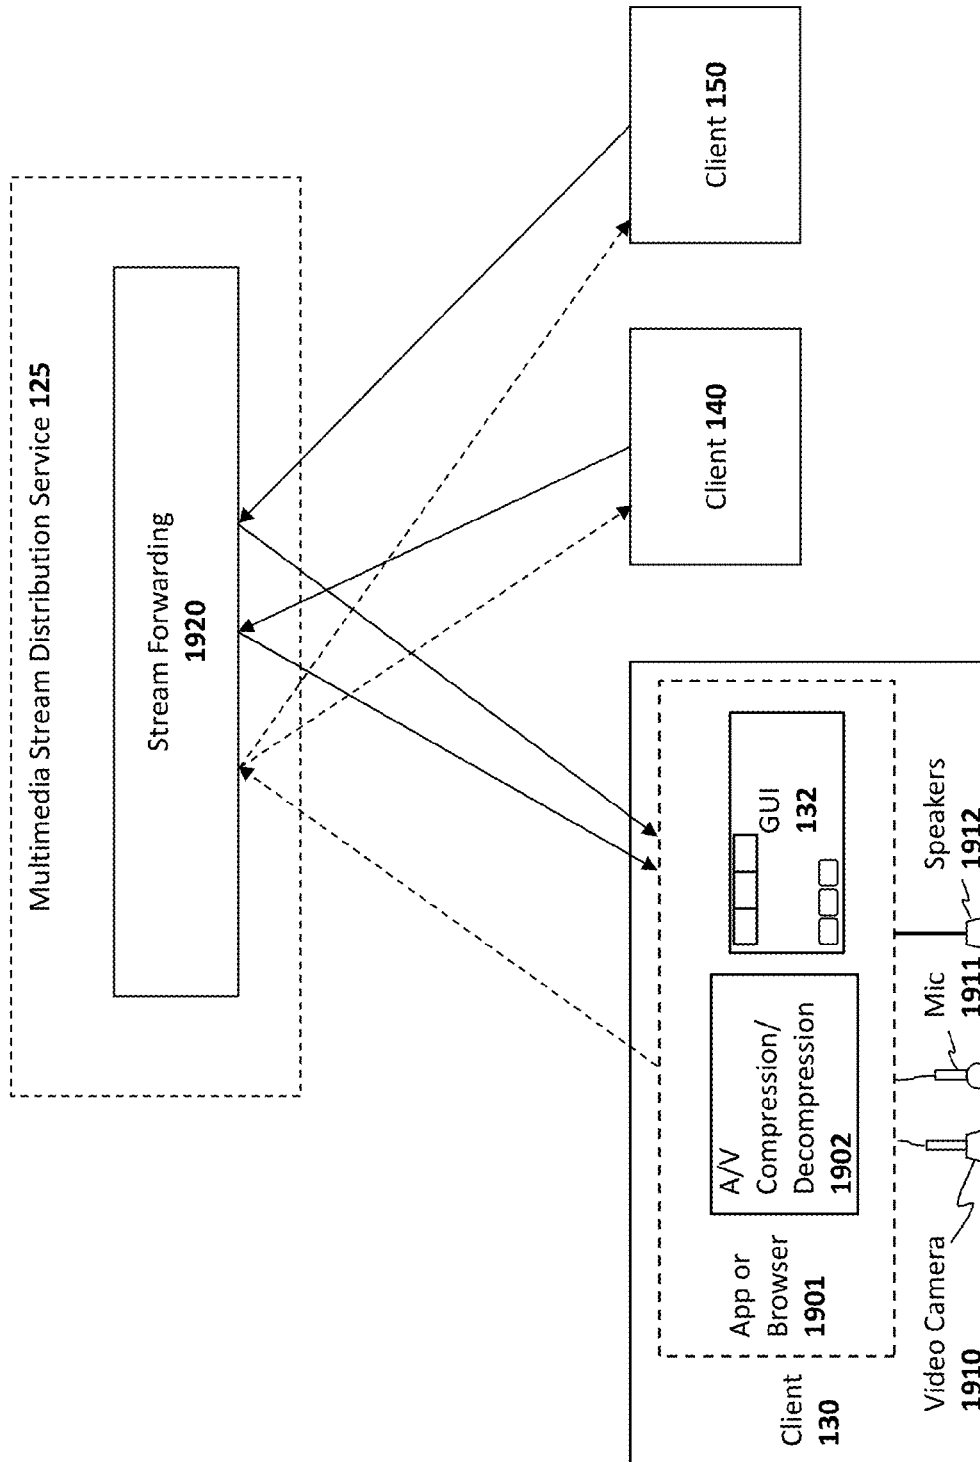 Multimedia Stream Distribution Service 125
Stream Forwarding
1920
Client 130
App or
Browser
1901
A/V
Compression/
Decompression
1902
GUI
132
Client 140
Client 150
Video Camera
1910
Mic
1911
Speakers
1912